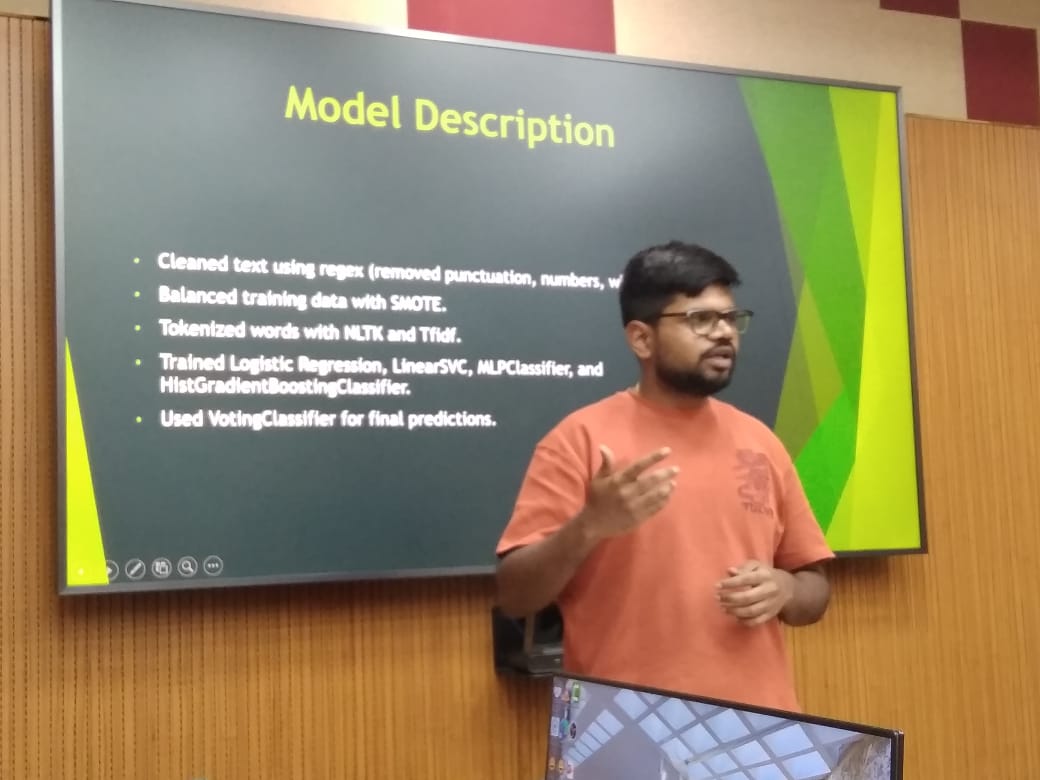 Model Description
• Cleaned text using regex (removed punctuation, numbers,
• Balanced training data with SMOTE.
• Tokenized words with NLTK and Tfidf.
• Trained Logistic Regression, LinearSVC, MLPClassifier, and
HistGradientBoostingClassifier.
• Used VotingClassifier for final predictions.